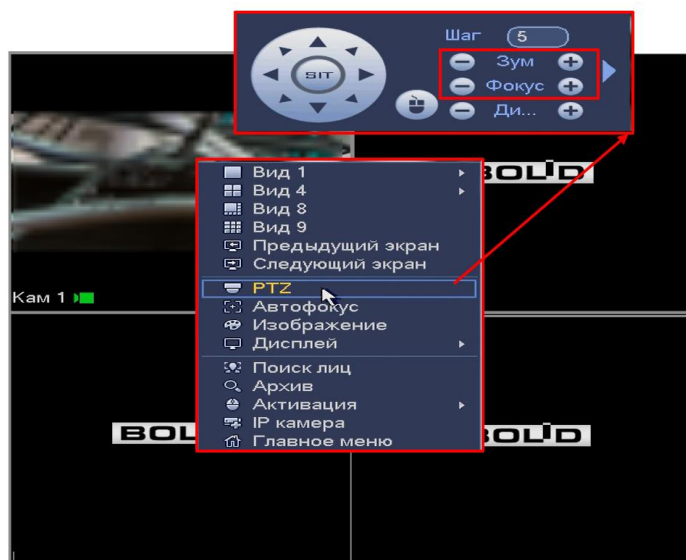 Шаг 5
Зум
SIT
Фокус
Ди...
BOLID
Вид 1
Вид 4
Вид 8
Вид 9
Предыдущий экран
Следующий экран
Кам 1
PTZ
Автофокус
Изображение
Дисплей
Поиск лиц
Архив
Активация
IP камера
Главное меню
BOL
BOLID